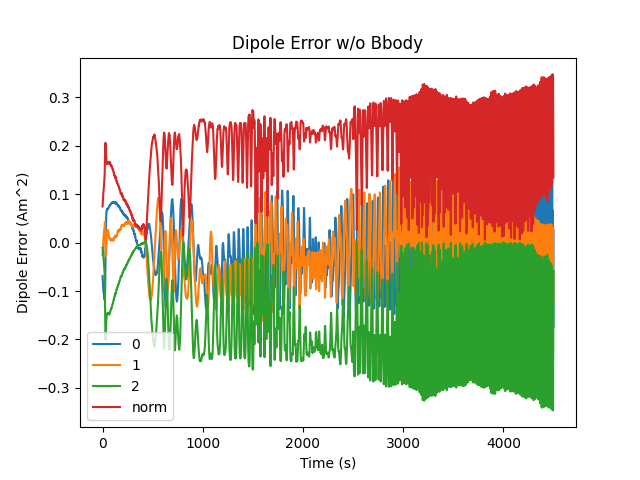 Dipole Error w/o Bbody
Dipole Error (Am^2)
0.3
0.2
0.1
0.0
−0.1
−0.2
−0.3
0
1
2
norm
0 1000 2000 3000 4000
Time (s)